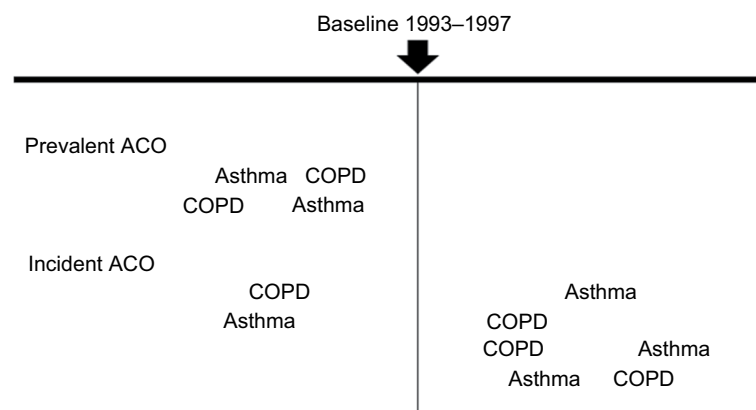 Baseline 1993–1997
Prevalent ACO
Asthma COPD
COPD Asthma
Incident ACO
COPD Asthma
Asthma COPD
COPD Asthma
Asthma COPD